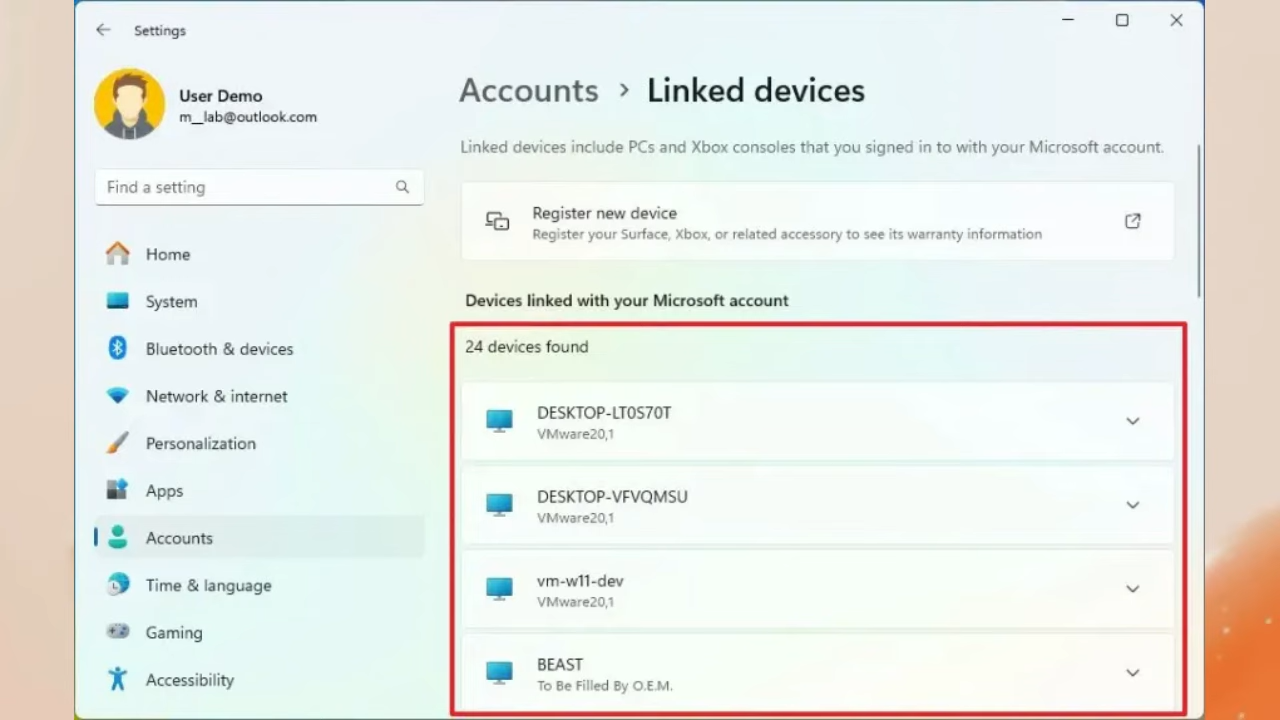 Settings
User Demo
m__lab@outlook.com
Find a setting
Home
System
Bluetooth & devices
Network & internet
Personalization
Apps
Accounts
Time & language
Gaming
Accessibility
Accounts > Linked devices
Linked devices include PCs and Xbox consoles that you signed in to with your Microsoft account.
Register new device
Register your Surface, Xbox, or related accessory to see its warranty information
Devices linked with your Microsoft account
24 devices found
DESKTOP-LT0S70T
VMware20,1
DESKTOP-VFVQMSU
VMware20,1
vm-w11-dev
VMware20,1
BEAST
To Be Filled By O.E.M.